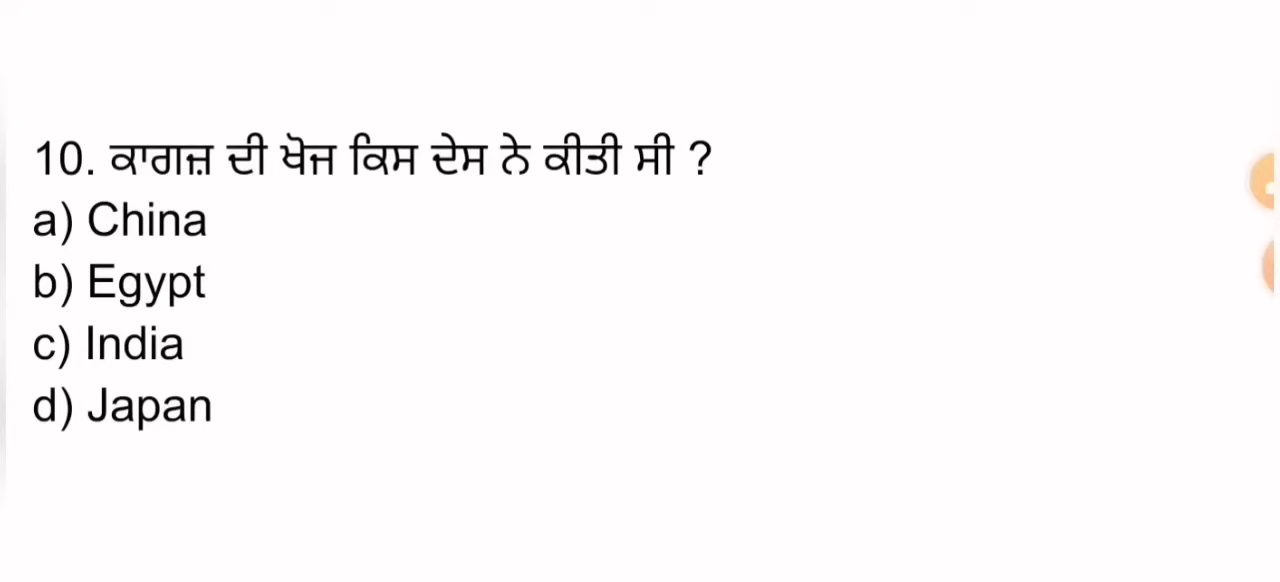 10. ਕਾਗਜ਼ ਦੀ ਖੋਜ ਕਿਸ ਦੇਸ ਨੇ ਕੀਤੀ ਸੀ ?
a) China
b) Egypt
c) India
d) Japan